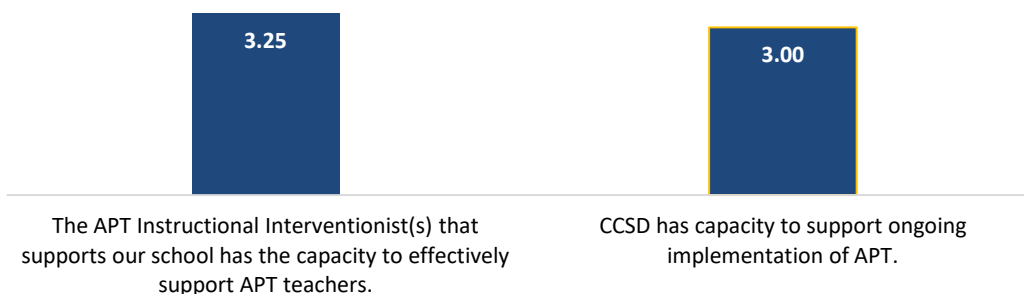 3.25
3.00
The APT Instructional Interventionist(s) that
supports our school has the capacity to effectively
support APT teachers.
CCSD has capacity to support ongoing
implementation of APT.